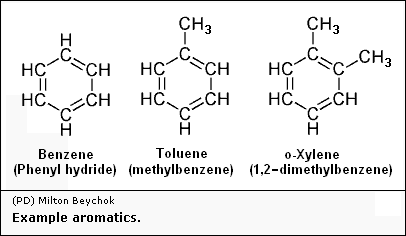 CH3 CH3
H CH3
C C C
HC CH HC CH HC C
HC CH HC CH HC CH
C C C
H H H
Benzene Toluene o-Xylene
(Phenyl hydride) (methylbenzene) (1,2-dimethylbenzene)
(PD) Milton Beychok
Example aromatics.